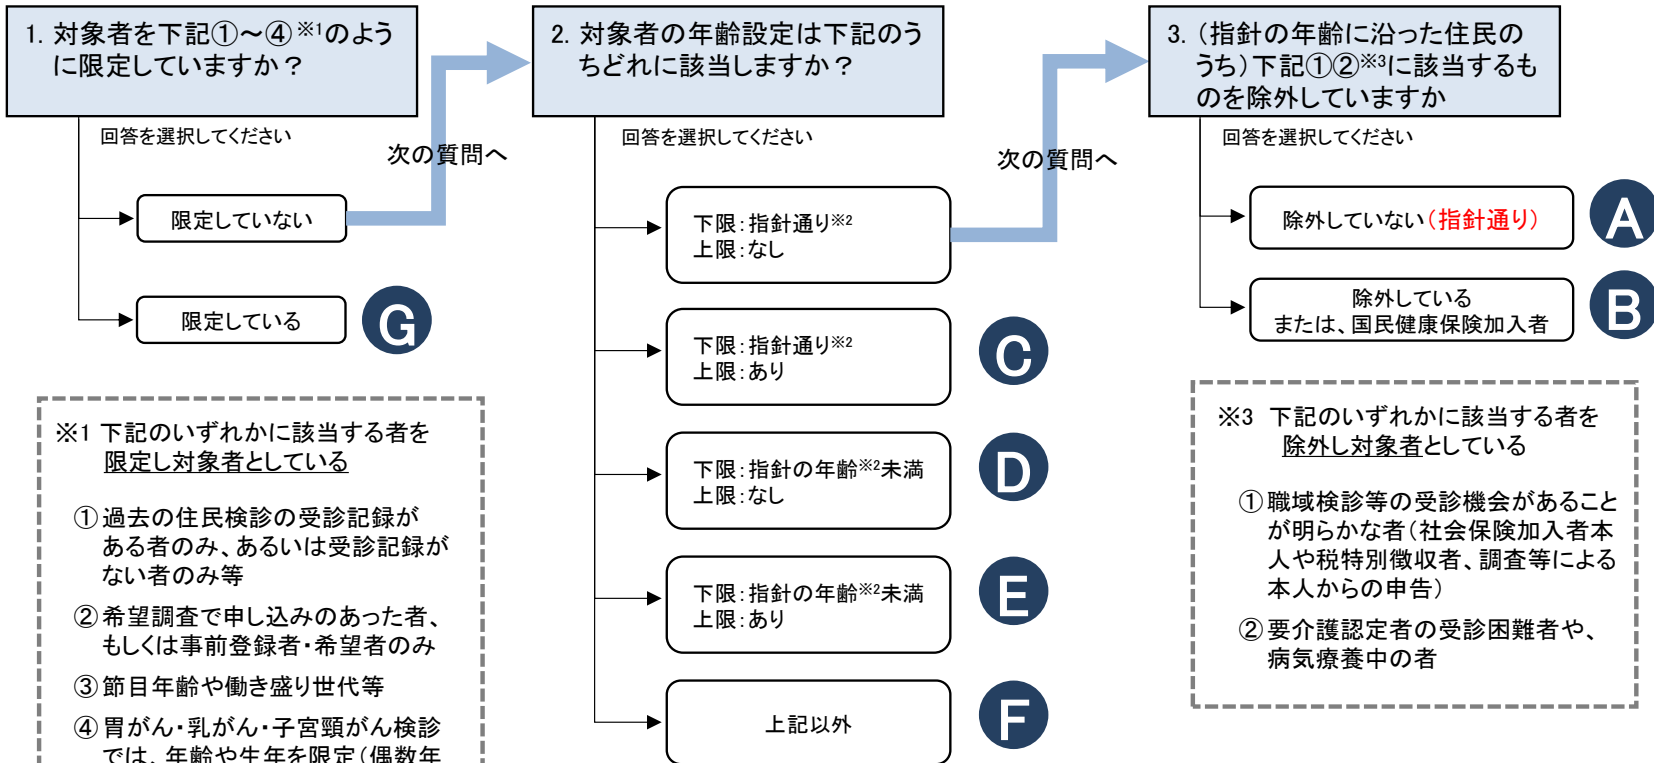 1. 対象者を下記①～④※1のよう
に限定していますか？
回答を選択してください
次の質問へ
限定していない
限定している
G
※1 下記のいずれかに該当する者を
限定し対象者としている
①過去の住民検診の受診記録が
ある者のみ、あるいは受診記録が
ない者のみ等
②希望調査で申し込みのあった者、
もしくは事前登録者・希望者のみ
③節目年齢や働き盛り世代等
④胃がん・乳がん・子宮頸がん検診
では、年齢や生年を限定（偶数年
2. 対象者の年齢設定は下記のう
ちどれに該当しますか？
回答を選択してください
次の質問へ
下限：指針通り※2
上限：なし
下限：指針通り※2
上限：あり
C
下限：指針の年齢※2未満
上限：なし
D
下限：指針の年齢※2未満
上限：あり
E
上記以外
F
3. （指針の年齢に沿った住民の
うち）下記①②※3に該当するも
のを除外していますか
回答を選択してください
除外していない（指針通り）
A
除外している
または、国民健康保険加入者
B
※3 下記のいずれかに該当する者を
除外し対象者としている
①職域検診等の受診機会があること
が明らかな者（社会保険加入者本
人や税特別徴収者、調査等による
本人からの申告）
②要介護認定者の受診困難者や、
病気療養中の者